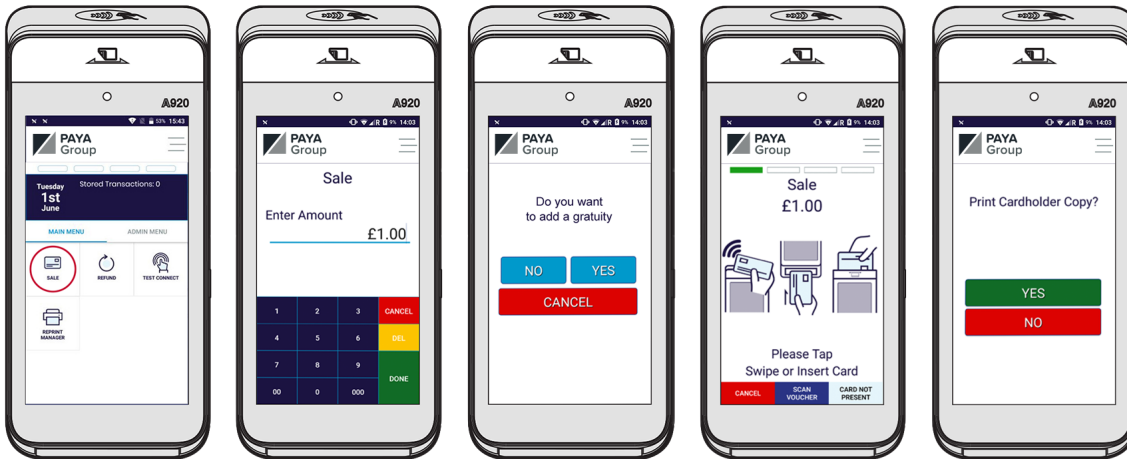 A920
53% 15:43
PAYA
Group
Tuesday
1st
June
Stored Transactions: 0
MAIN MENU
ADMIN MENU
SALE
REFUND
TEST CONNECT
REPRINT
MANAGER
A920
R 9% 14:03
PAYA
Group
Sale
Enter Amount
£1.00
1 2 3 CANCEL
4 5 6 DEL
7 8 9
DONE
00 0 000
A920
R 9% 14:03
PAYA
Group
Do you want
to add a gratuity
NO YES
CANCEL
A920
R 9% 14:03
PAYA
Group
Sale
£1.00
Please Tap
Swipe or Insert Card
CANCEL
SCAN
VOUCHER
CARD NOT
PRESENT
A920
R 9% 14:03
PAYA
Group
Print Cardholder Copy?
YES
NO